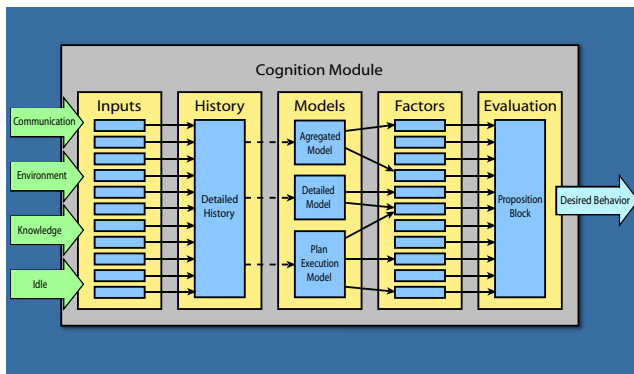 Cognition Module
Inputs
History
Models
Factors
Evaluation
Communication
Environment
Knowledge
Idle
Detailed
History
Agregated
Model
Detailed
Model
Plan
Execution
Model
Proposition
Block
Desired Behavior